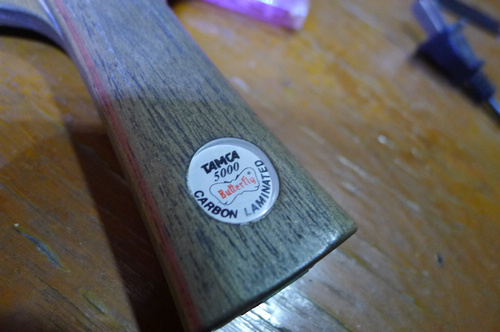 TAMCA
5000
Butterfly
CARBON LAMINATED